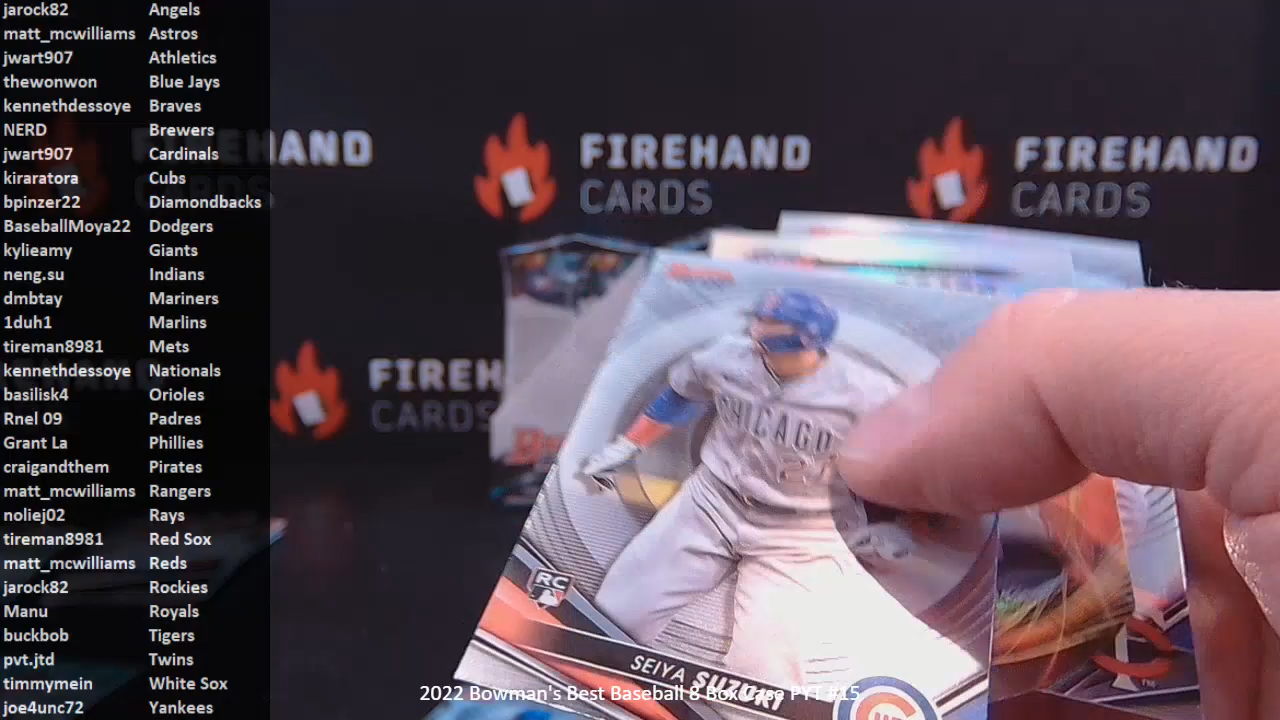 jarock82 Angels
matt_mcwilliams Astros
jwart907 Athletics
thewonwon Blue Jays
kennethdessoye Braves
NERD Brewers
jwart907 Cardinals
kiraratora Cubs
bpinzer22 Diamondbacks
BaseballMoya22 Dodgers
kylieamy Giants
neng.su Indians
dmbtay Mariners
1duh1 Marlins
tireman8981 Mets
kennethdessoye Nationals
basilisk4 Orioles
Rnel 09 Padres
Grant La Phillies
craigandthem Pirates
matt_mcwilliams Rangers
noliej02 Rays
tireman8981 Red Sox
matt_mcwilliams Reds
jarock82 Rockies
Manu Royals
buckbob Tigers
pvt.jtd Twins
timmymein White Sox
joe4unc72 Yankees
FIREHAND
CARDS
FIREHAND
CARDS
FIREHAND
CARDS
FIREH
CARDS
CHICAGO
RC
SEIYA SUZUKI
2022 Bowman's Best Baseball 8 Box Case PYT #15